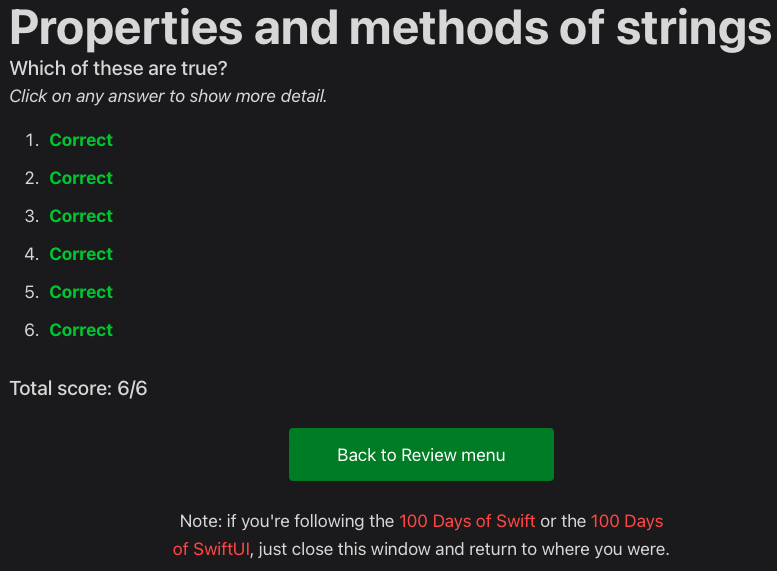 Properties and methods of strings
Which of these are true?
Click on any answer to show more detail.
1. Correct
2. Correct
3. Correct
4. Correct
5. Correct
6. Correct
Total score: 6/6
Back to Review menu
Note: if you're following the 100 Days of Swift or the 100 Days
of SwiftUI, just close this window and return to where you were.